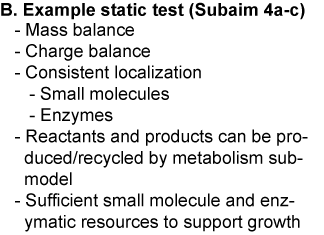 B. Example static test (Subaim 4a-c)
- Mass balance
- Charge balance
- Consistent localization
- Small molecules
- Enzymes
- Reactants and products can be pro-
duced/recycled by metabolism sub-
model
- Sufficient small molecule and enz-
ymatic resources to support growth